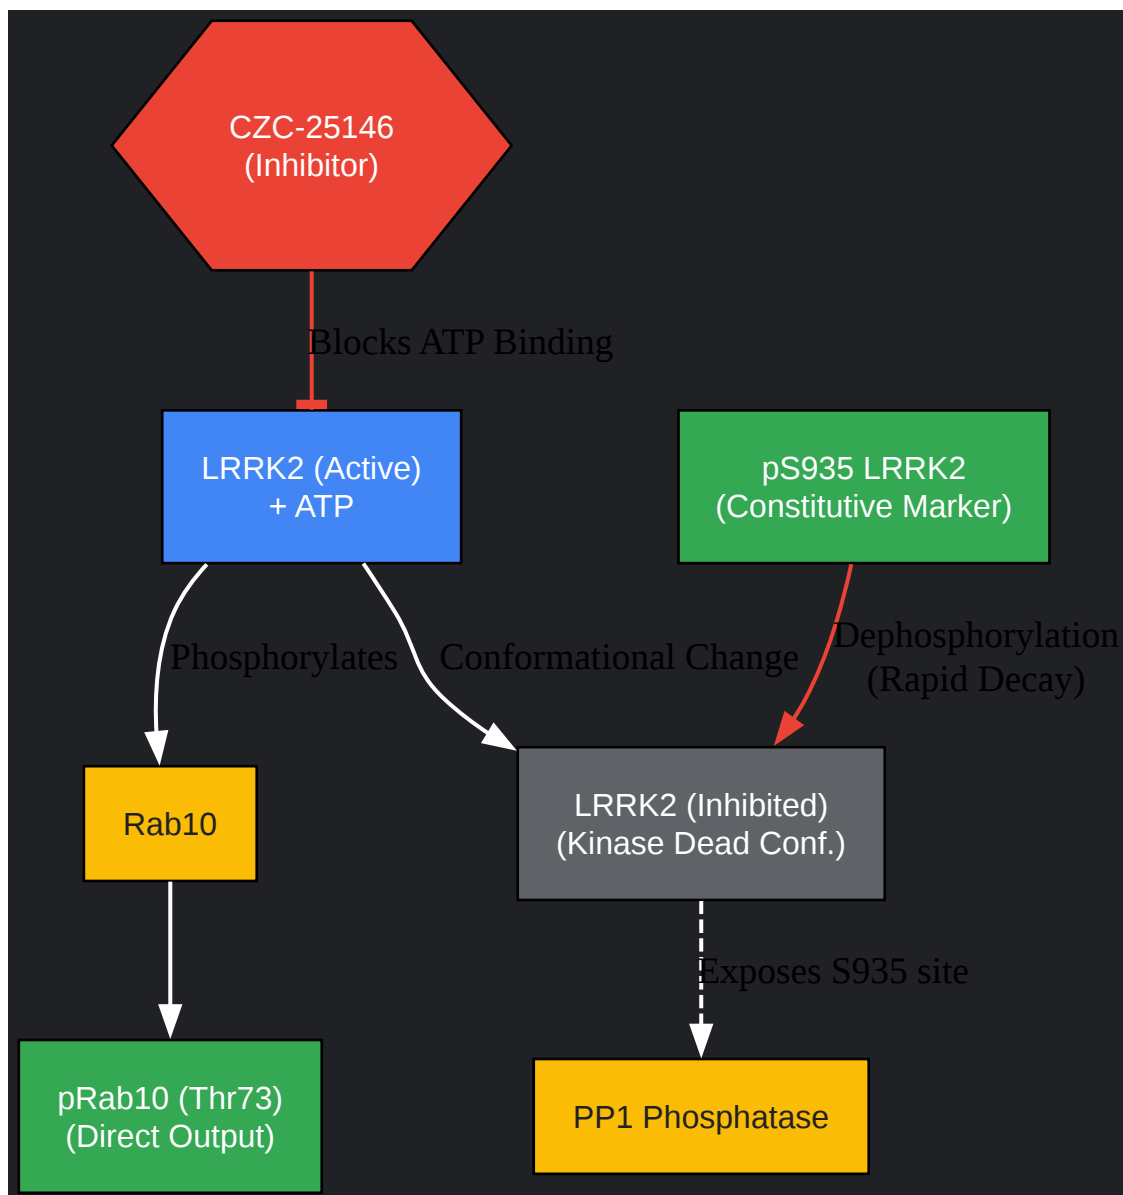 CZC-25146
(Inhibitor)
Blocks ATP Binding
LRRK2 (Active)
+ ATP
pS935 LRRK2
(Constitutive Marker)
Phosphorylates
Conformational Change
Dephosphorylation
(Rapid Decay)
Rab10
LRRK2 (Inhibited)
(Kinase Dead Conf.)
Exposes S935 site
pRab10 (Thr73)
(Direct Output)
PP1 Phosphatase